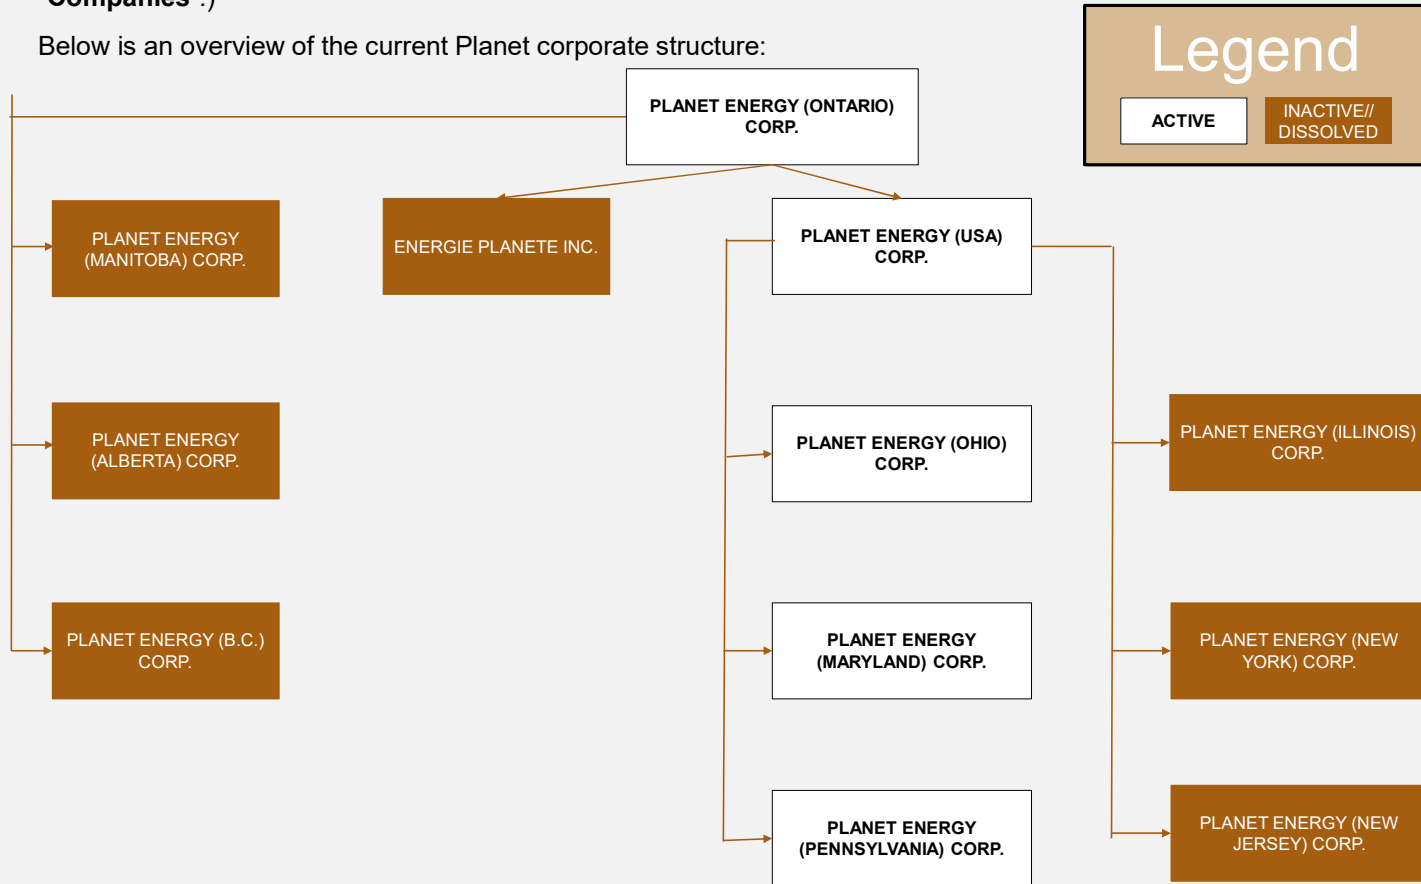 Companies".)
Below is an overview of the current Planet corporate structure:
Legend
ACTIVE
INACTIVE//
DISSOLVED
PLANET ENERGY (ONTARIO)
CORP.
PLANET ENERGY
(MANITOBA) CORP.
ENERGIE PLANETE INC.
PLANET ENERGY (USA)
CORP.
PLANET ENERGY
(ALBERTA) CORP.
PLANET ENERGY (OHIO)
CORP.
PLANET ENERGY (ILLINOIS)
CORP.
PLANET ENERGY (B.C.)
CORP.
PLANET ENERGY
(MARYLAND) CORP.
PLANET ENERGY (NEW
YORK) CORP.
PLANET ENERGY
(PENNSYLVANIA) CORP.
PLANET ENERGY (NEW
JERSEY) CORP.